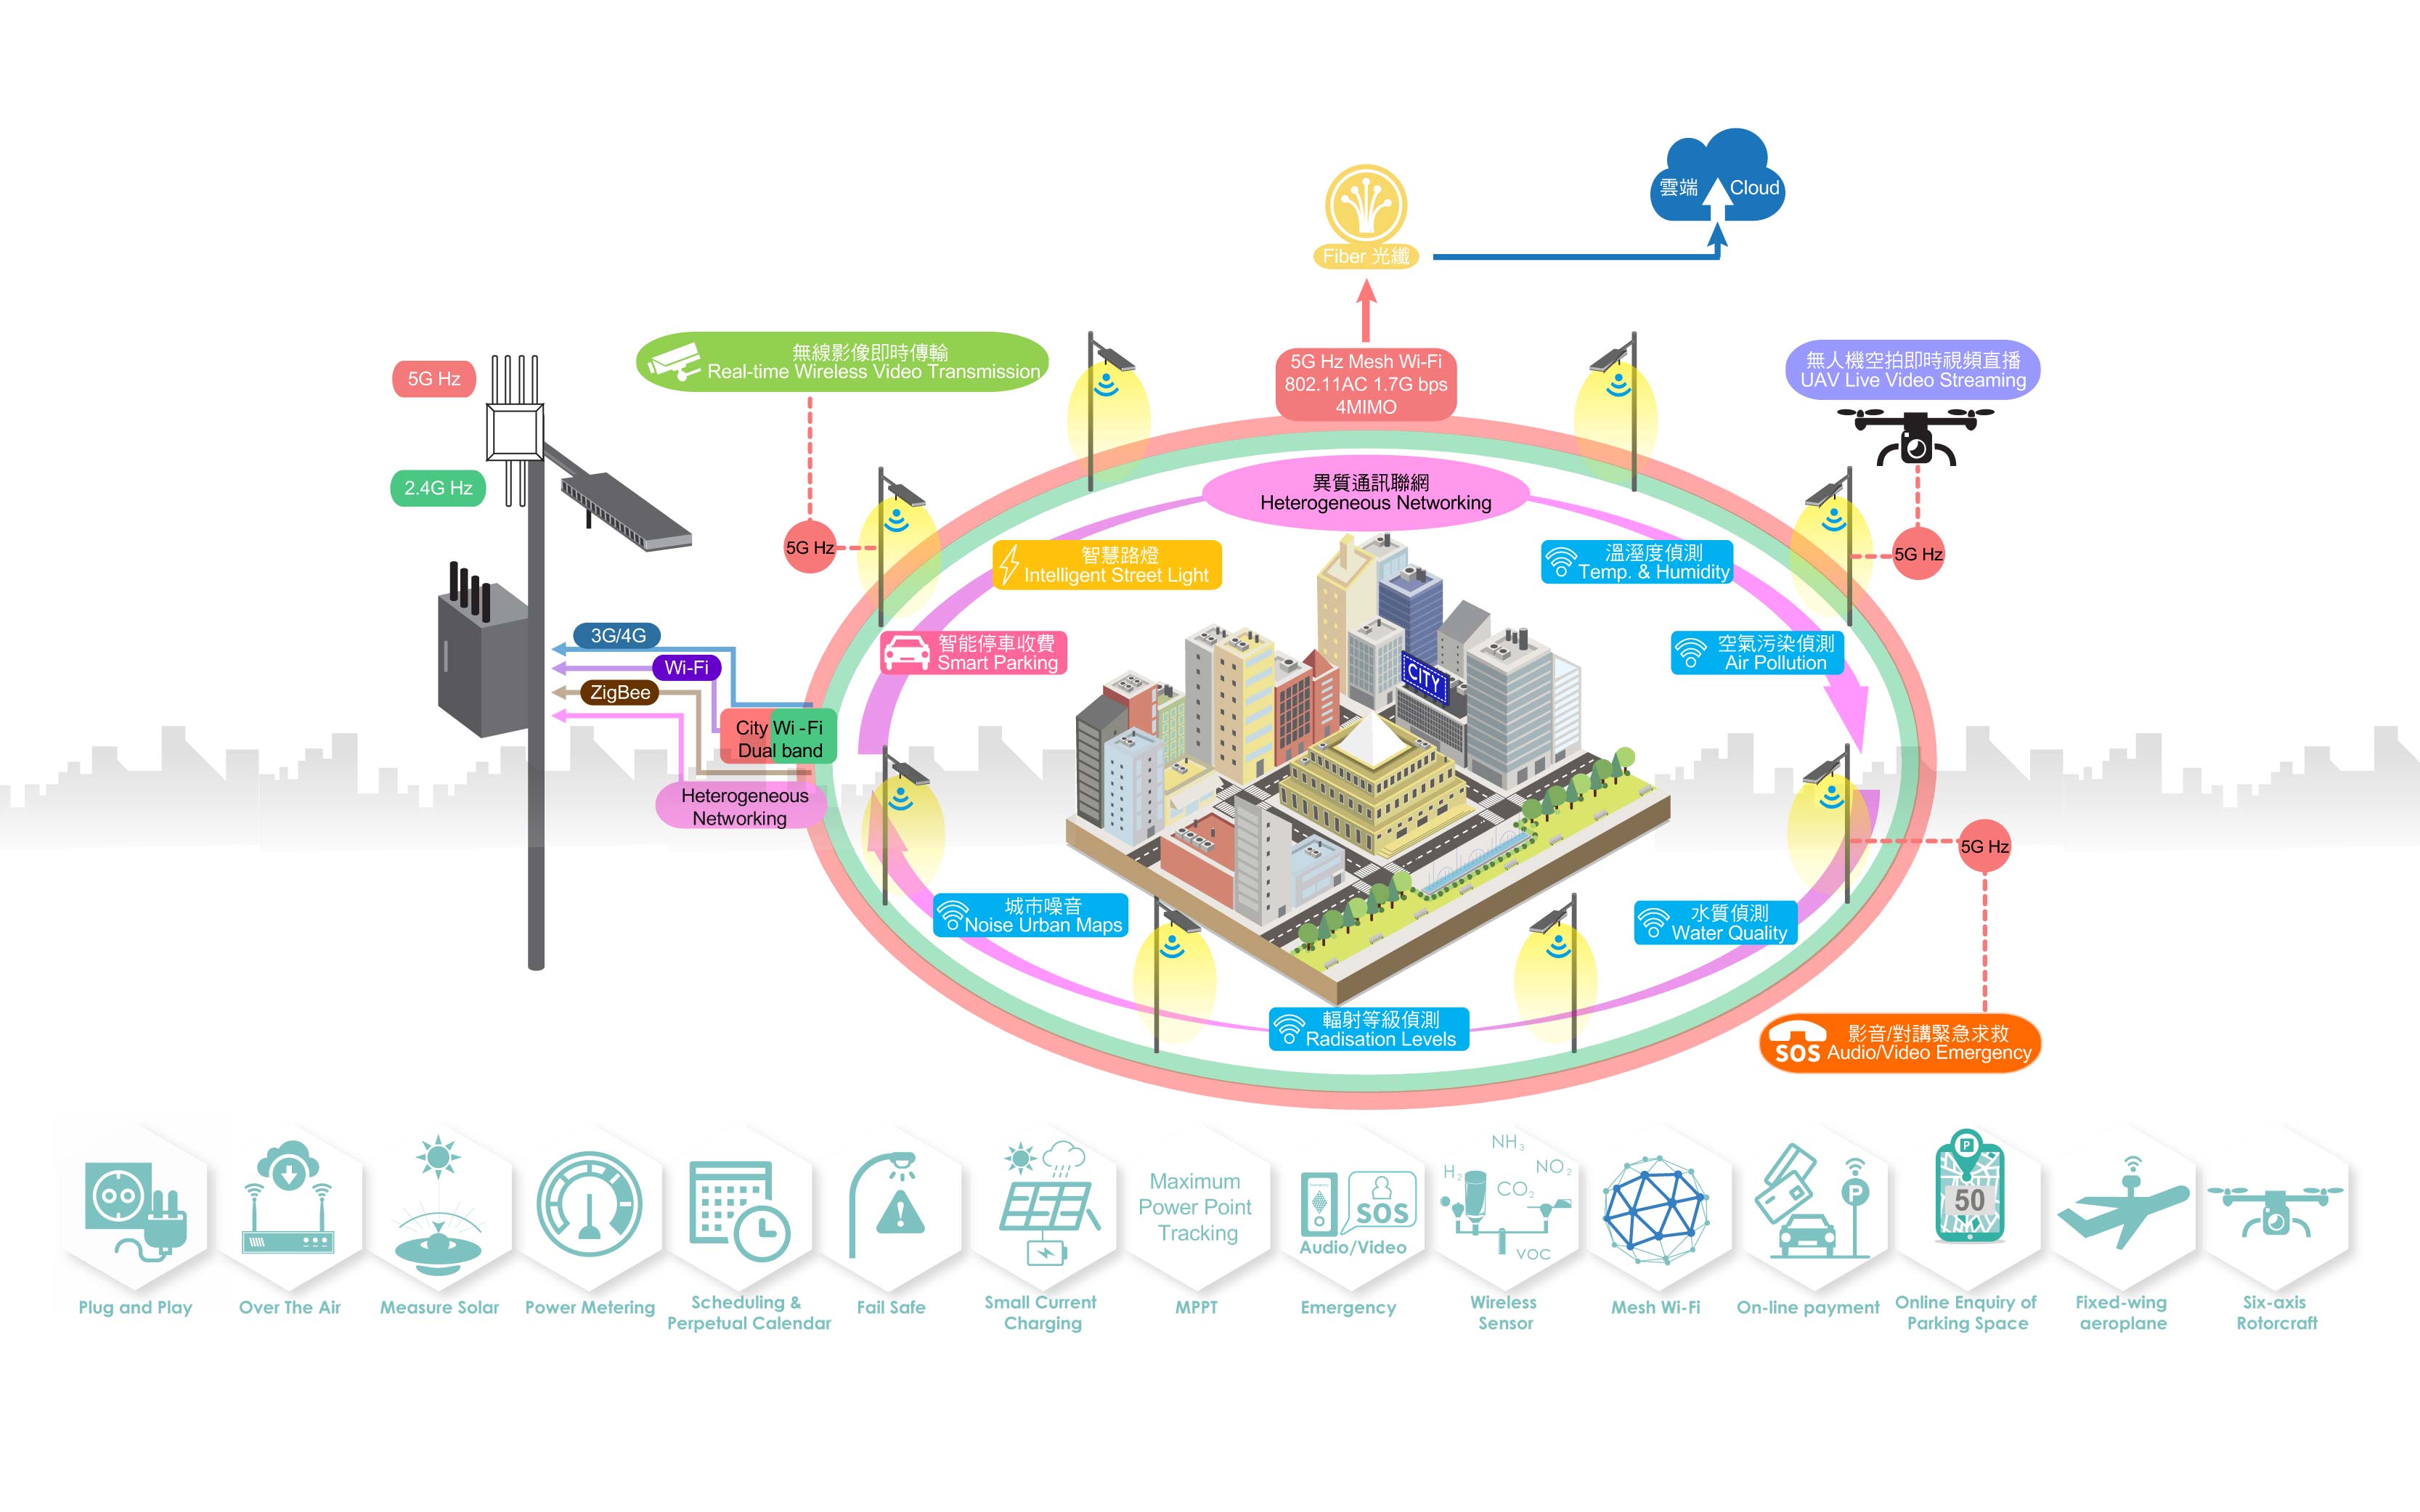 雲端 Cloud
Fiber 光纖
5G Hz
2.4G Hz
無線影像即時傳輸
Real-time Wireless Video Transmission
5G Hz Mesh Wi-Fi
802.11AC 1.7G bps
4MIMO
無人機空拍即時視頻直播
UAV Live Video Streaming
異質通訊聯網
Heterogeneous Networking
5G Hz
5G Hz
智慧路燈
Intelligent Street Light
溫溼度偵測
Temp. & Humidity
智能停車收費
Smart Parking
空氣污染偵測
Air Pollution
3G/4G
Wi-Fi
ZigBee
CITY
City Wi-Fi
Dual band
Heterogeneous
Networking
5G Hz
城市噪音
Noise Urban Maps
水質偵測
Water Quality
輻射等級偵測
Radisation Levels
SOS
影音/對講緊急求救
Audio/Video Emergency
Maximum
Power Point
Tracking
SOS
Audio/Video
NH3
H2
NO2
CO2
VOC
P
P
50
Plug and Play
Over The Air
Measure Solar
Power Metering
Scheduling &
Perpetual Calendar
Fail Safe
Small Current
Charging
MPPT
Emergency
Wireless
Sensor
Mesh Wi-Fi
On-line payment
Online Enquiry of
Parking Space
Fixed-wing
aeroplane
Six-axis
Rotorcraft